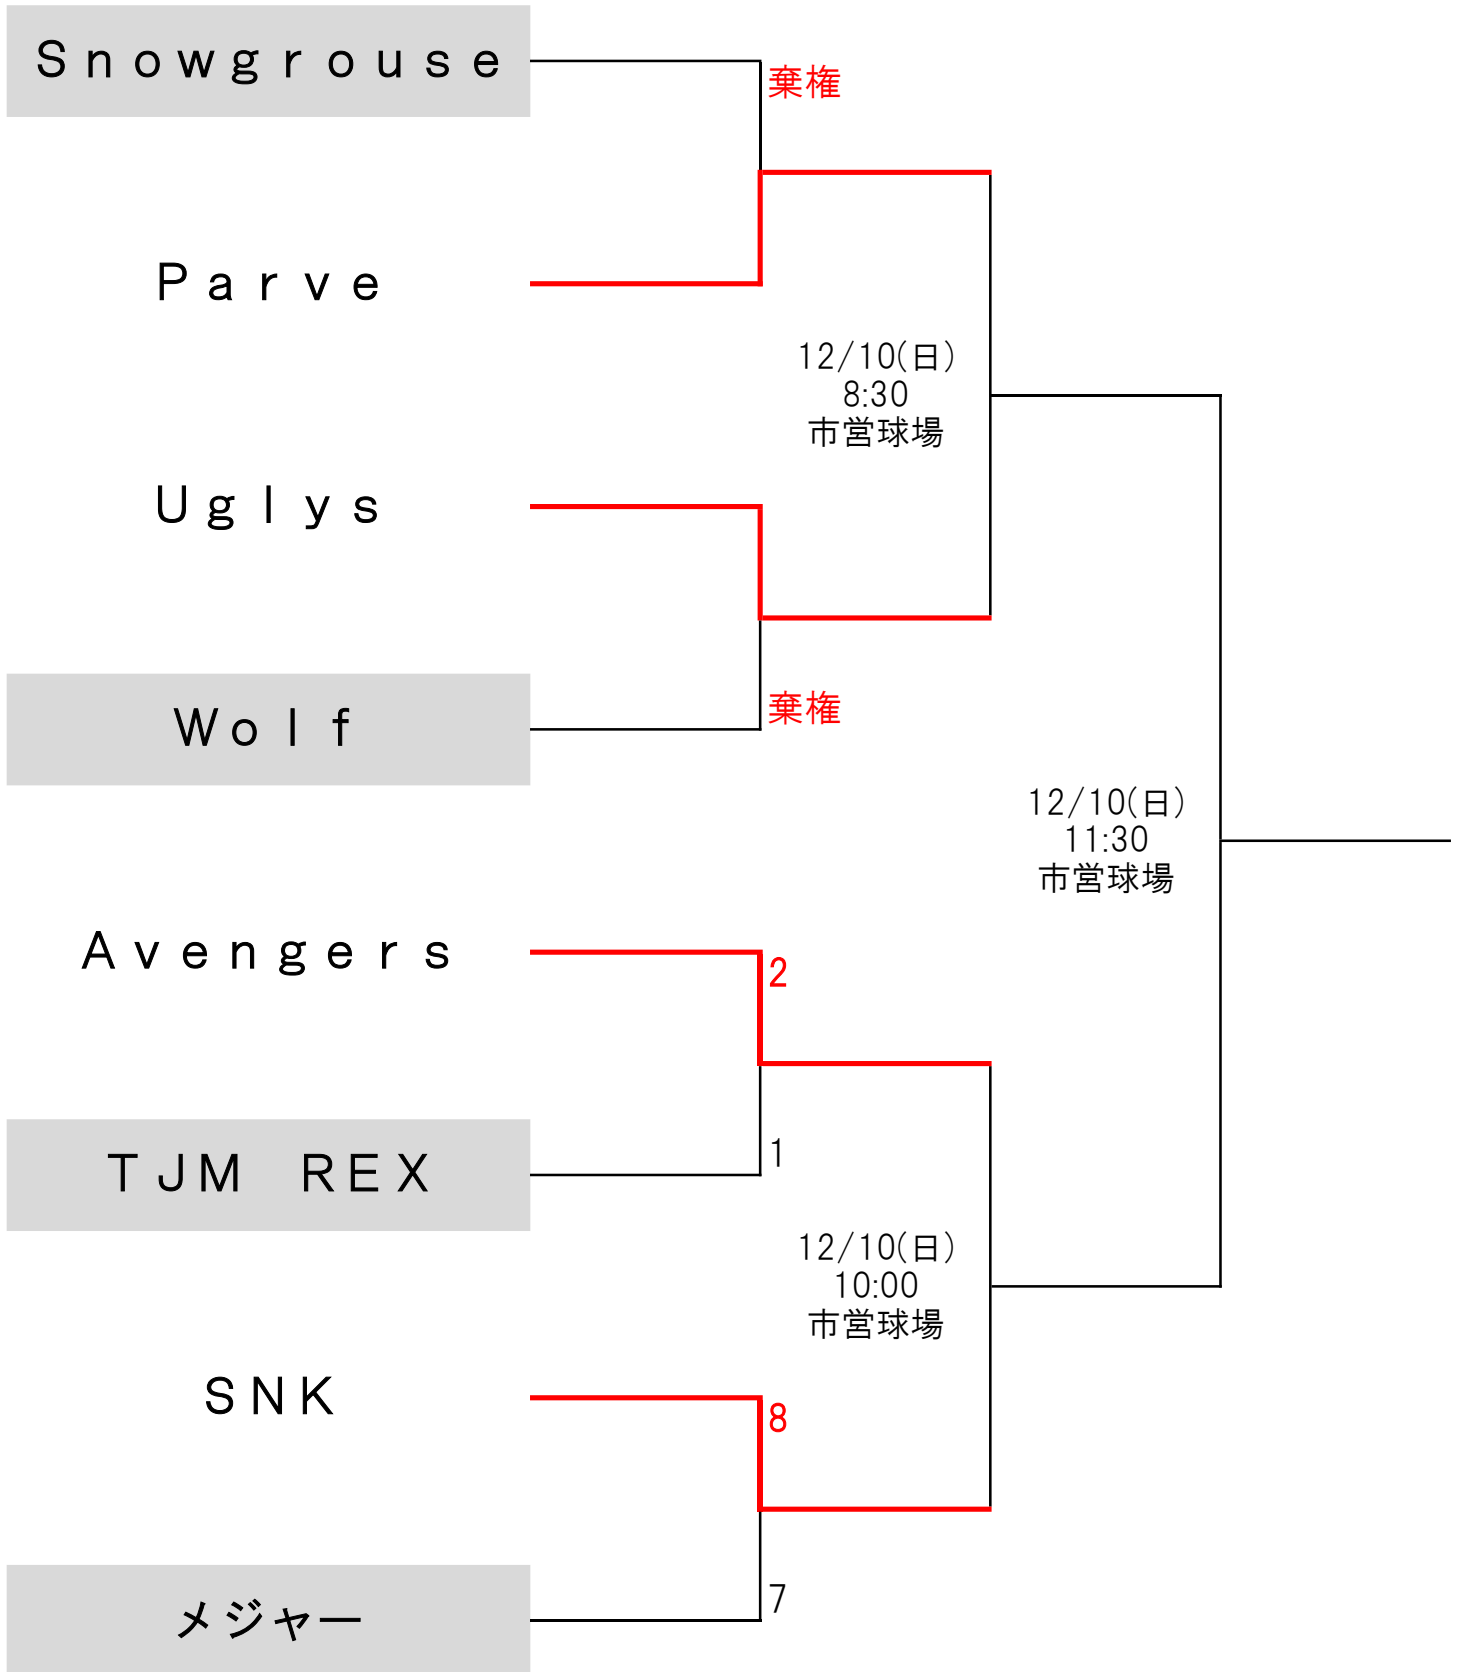 Ｓｎｏｗｇｒｏｕｓｅ
棄権
Ｐａｒｖｅ
12/10(日)
8:30
市営球場
Ｕｇｌｙｓ
Ｗｏｌｆ
棄権
12/10(日)
11:30
市営球場
Ａｖｅｎｇｅｒｓ
2
ＴＪＭ　ＲＥＸ
1
12/10(日)
10:00
市営球場
ＳＮＫ
8
メジャー
7